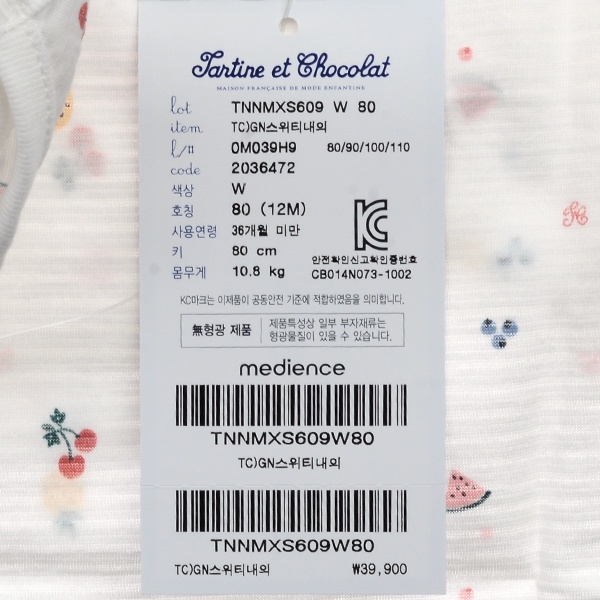 Tartine et Chocolat
MAISON FRANÇAISE DE MODE ENFANTINE
lot TNNMXS609 W 80
item TC)GN스위티내의
l/# 0M039H9 80/90/100/110
code 2036472
색상 W
호칭 80 (12M)
사용연령 36개월 미만
키 80 cm
몸무게 10.8 kg
안전확인신고확인증번호
CB014N073-1002
KC마크는 이제품이 공통안전 기준에 적합하였음을 의미합니다.
無형광 제품
제품특성상 일부 부자재류는
형광물질이 있을 수 있습니다.
medience
TNNMXS609W80
TC)GN스위티내의
TNNMXS609W80
TC)GN스위티내의 ₩39,900